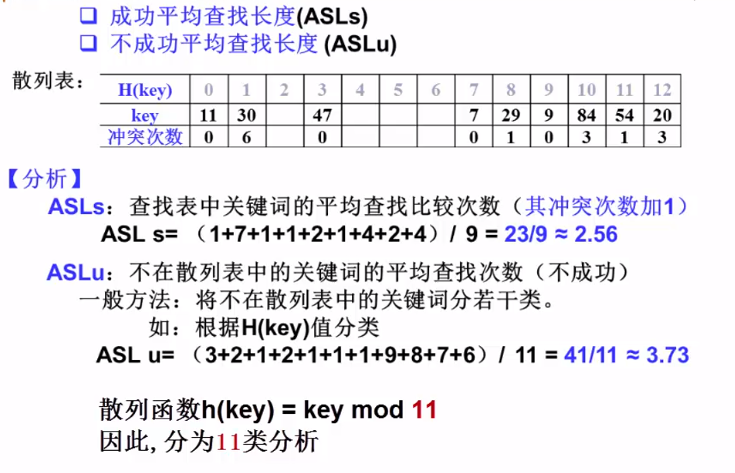 ❑ 成功平均查找长度(ASLs)
❑ 不成功平均查找长度 (ASLu)
散列表：
H(key) 0 1 2 3 4 5 6 7 8 9 10 11 12
key 11 30 47 7 29 9 84 54 20
冲突次数 0 6 0 0 1 0 3 1 3
【分析】
ASLs：查找表中关键词的平均查找比较次数（其冲突次数加1）
ASL s= （1+7+1+1+2+1+4+2+4）/ 9 = 23/9 ≈ 2.56
ASLu：不在散列表中的关键词的平均查找次数（不成功）
一般方法：将不在散列表中的关键词分若干类。
如：根据H(key)值分类
ASL u= （3+2+1+2+1+1+1+9+8+7+6）/ 11 = 41/11 ≈ 3.73
散列函数h(key) = key mod 11
因此, 分为11类分析